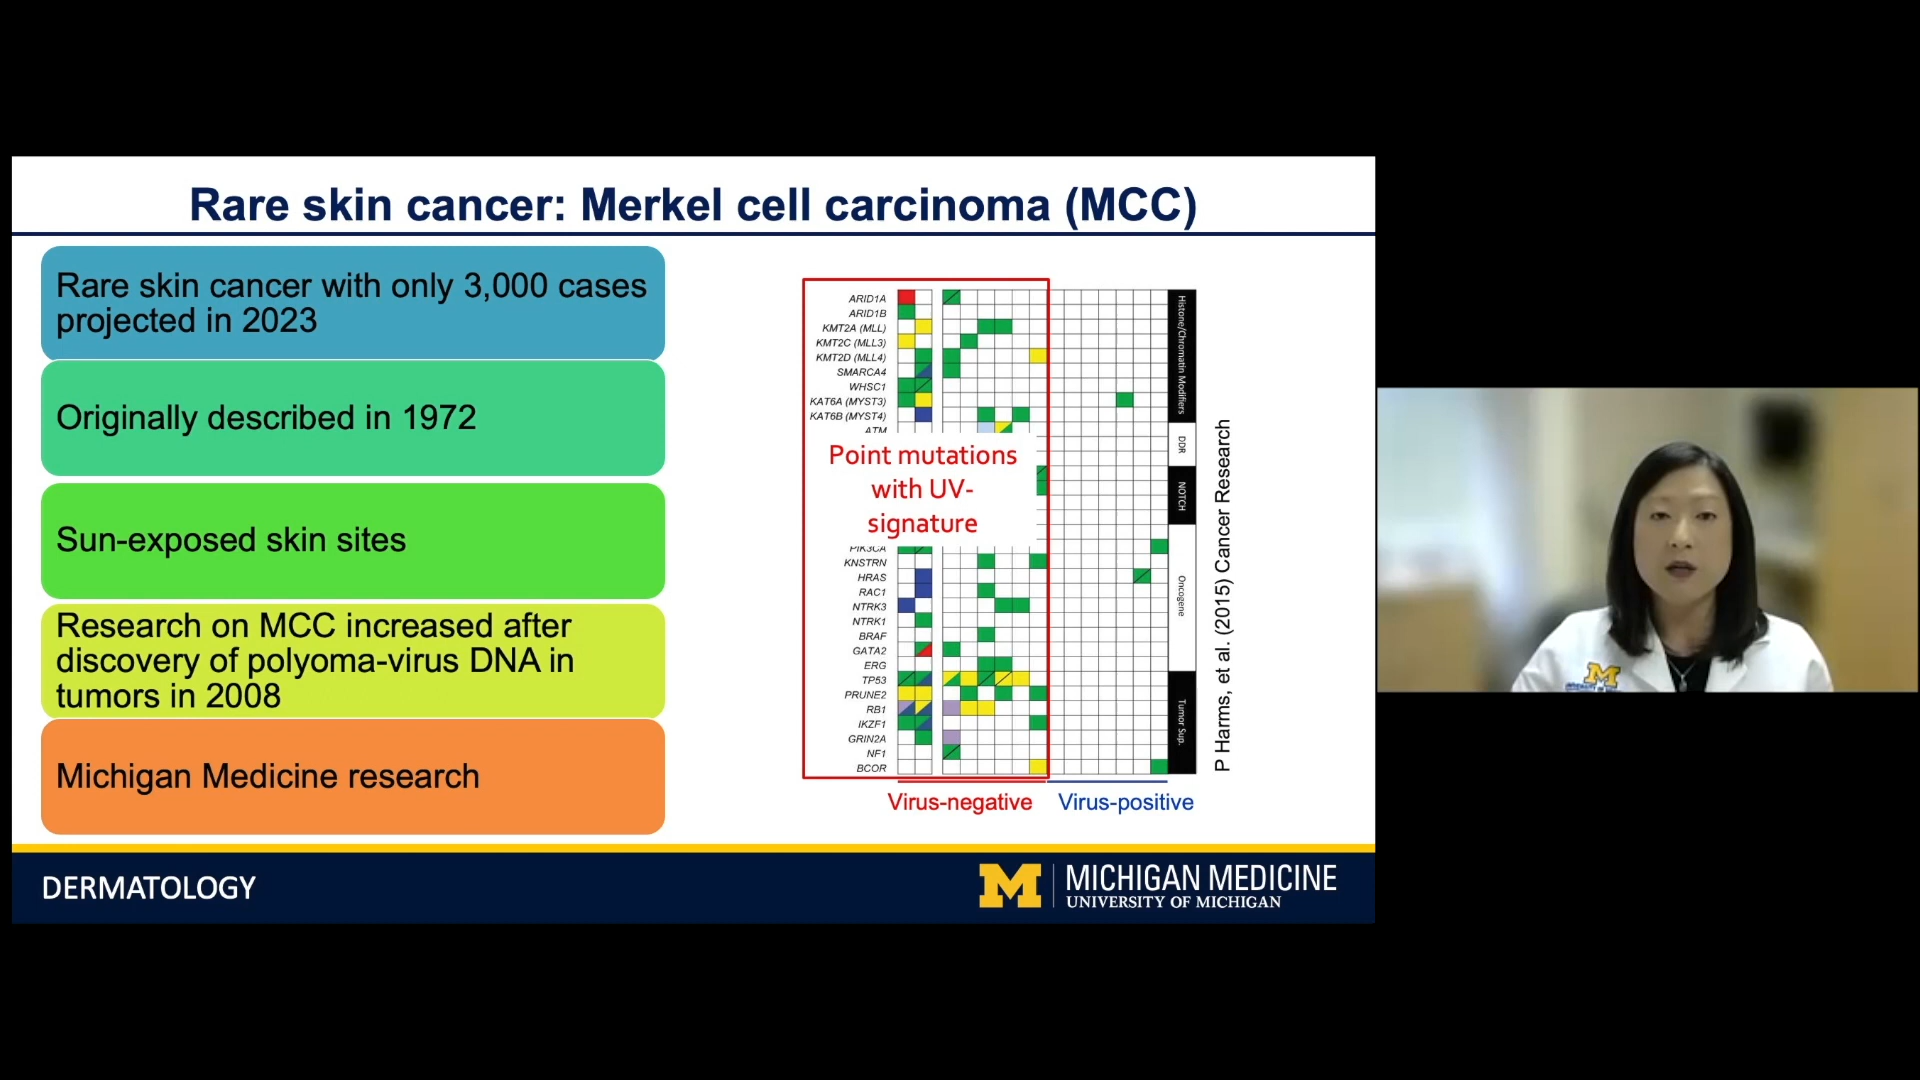 Rare skin cancer: Merkel cell carcinoma (MCC)
Rare skin cancer with only 3,000 cases
projected in 2023
Originally described in 1972
Sun-exposed skin sites
Research on MCC increased after
discovery of polyoma-virus DNA in
tumors in 2008
Michigan Medicine research
ARID1A
ARID1B
KMT2A (MLL)
KMT2C (MLL3)
KMT2D (MLL4)
SMARCA4
WHSC1
KAT6A (MYST3)
KAT6B (MYST4)
ATM
Point mutations
with UV-
signature
PIK3CA
KNSTRN
HRAS
RAC1
NTRK3
NTRK1
BRAF
GATA2
ERG
TP53
PRUNE2
RB1
IKZF1
GRIN2A
NF1
BCOR
Histone/Chromatin Modifiers
DDR
NOTCH
Oncogene
Tumor Sup.
Virus-negative
Virus-positive
P Harms, et al. (2015) Cancer Research
DERMATOLOGY
M
MICHIGAN MEDICINE
UNIVERSITY OF MICHIGAN
M